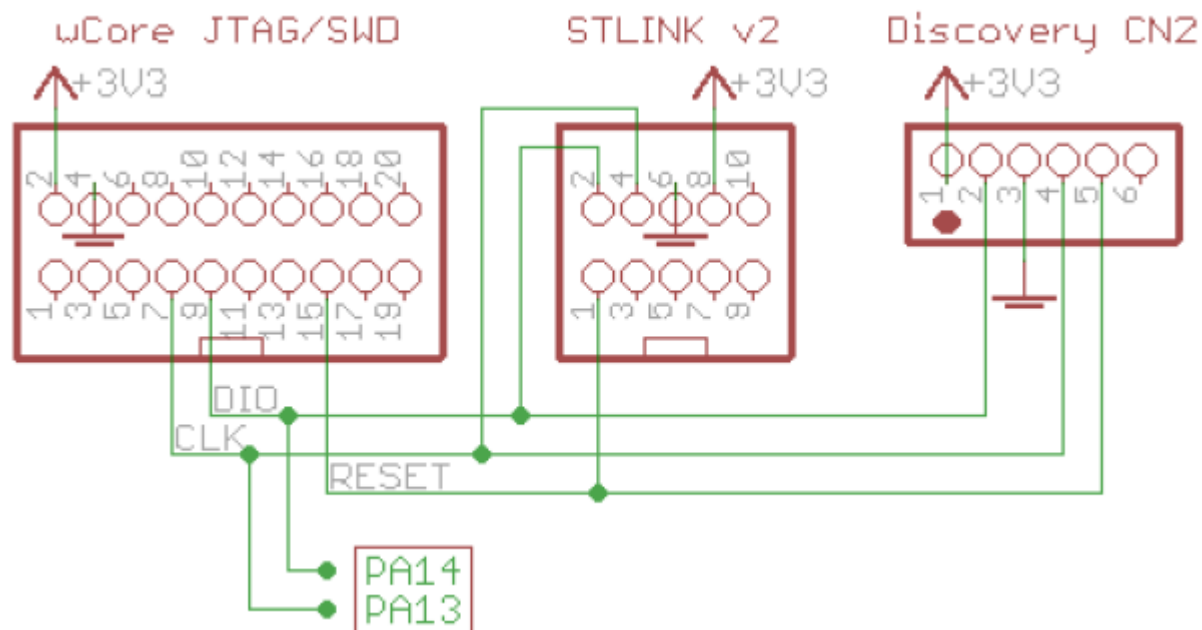 wCore JTAG/SWD
STLINK v2
Discovery CN2
+3V3
+3V3
+3V3
2 4 6 8 10 12 14 16 18 20
1 3 5 7 9 11 13 15 17 19
2 4 6 8 10
1 3 5 7 9
1 2 3 4 5 6
DIO
CLK
RESET
PA14
PA13